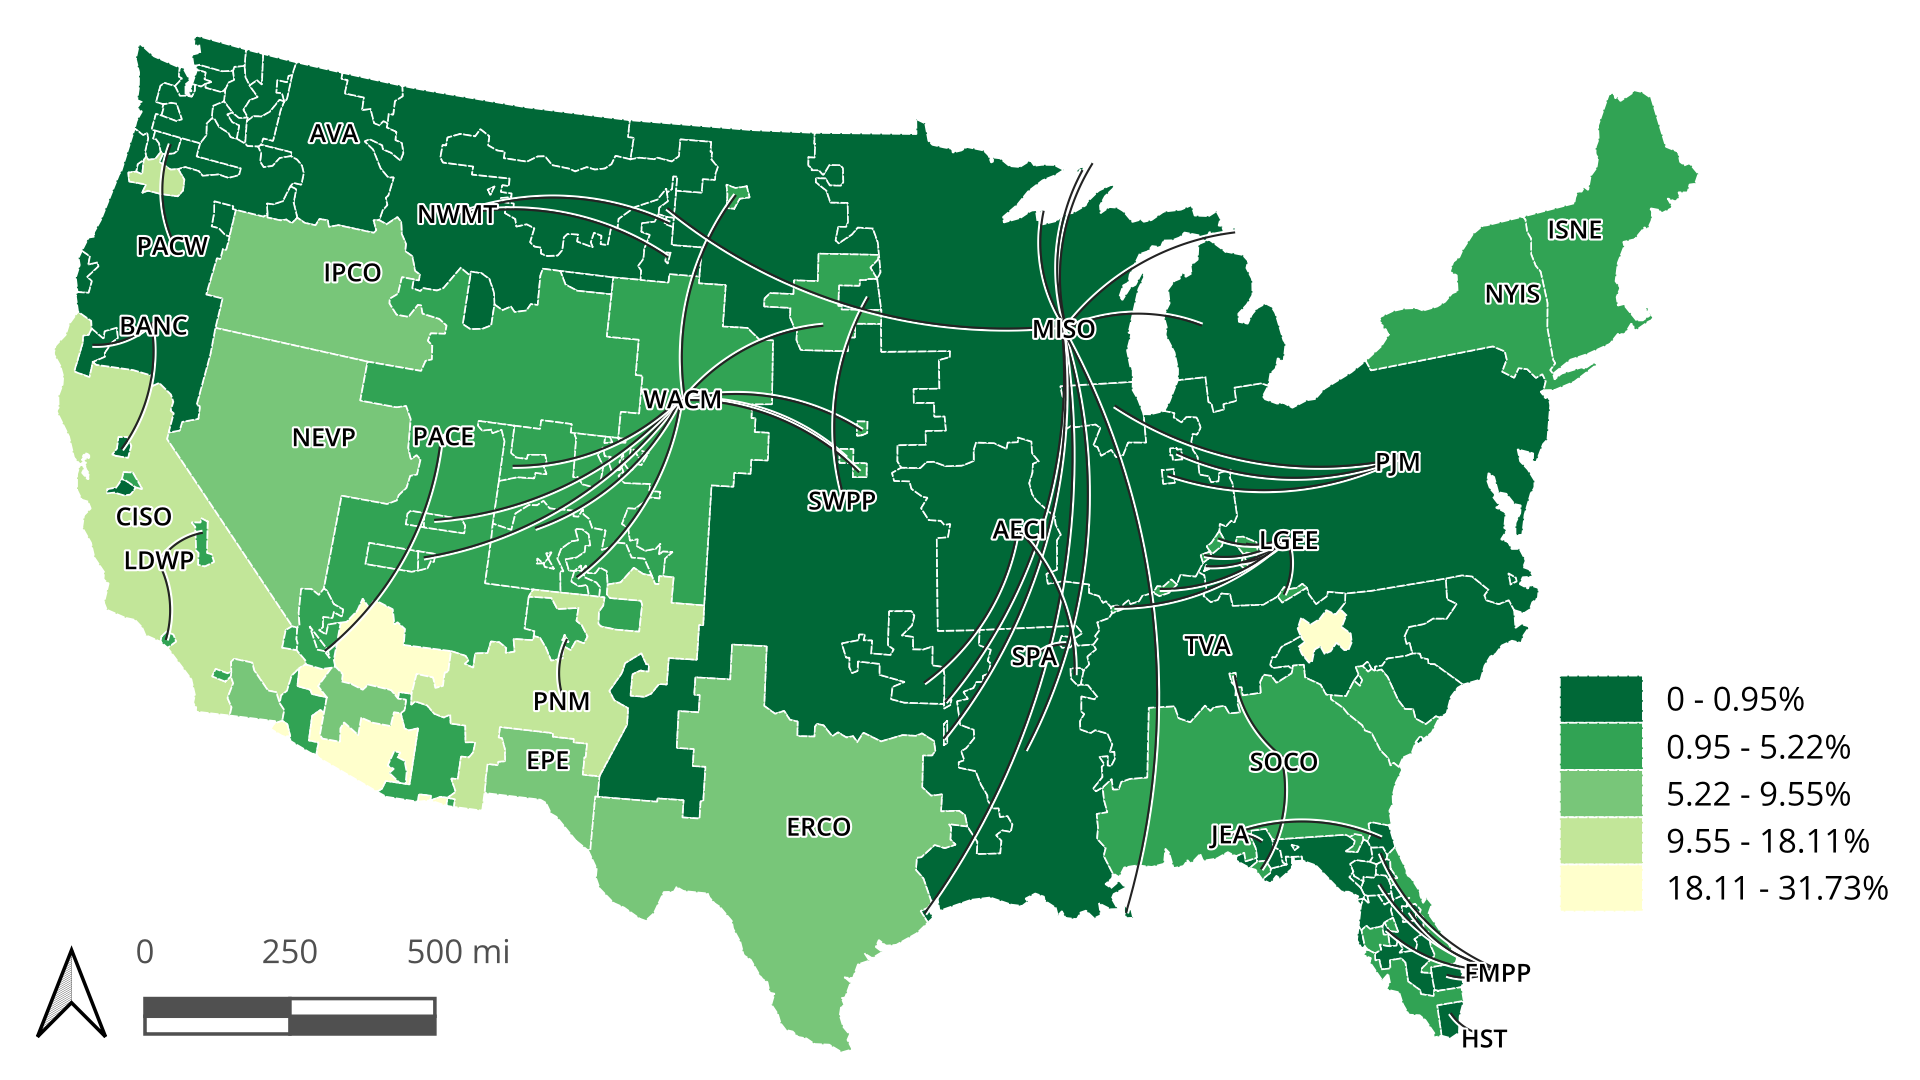 AVA
NWMT
PACW
IPCO
ISNE
NYIS
BANC
MISO
WACM
NEVP
PACE
PJM
SWPP
CISO
AECI
LGEE
LDWP
TVA
SPA
PNM
0 - 0.95%
0.95 - 5.22%
EPE
SOCO
5.22 - 9.55%
ERCO
JEA
9.55 - 18.11%
18.11 - 31.73%
0 250 500 mi
FMPP
HST